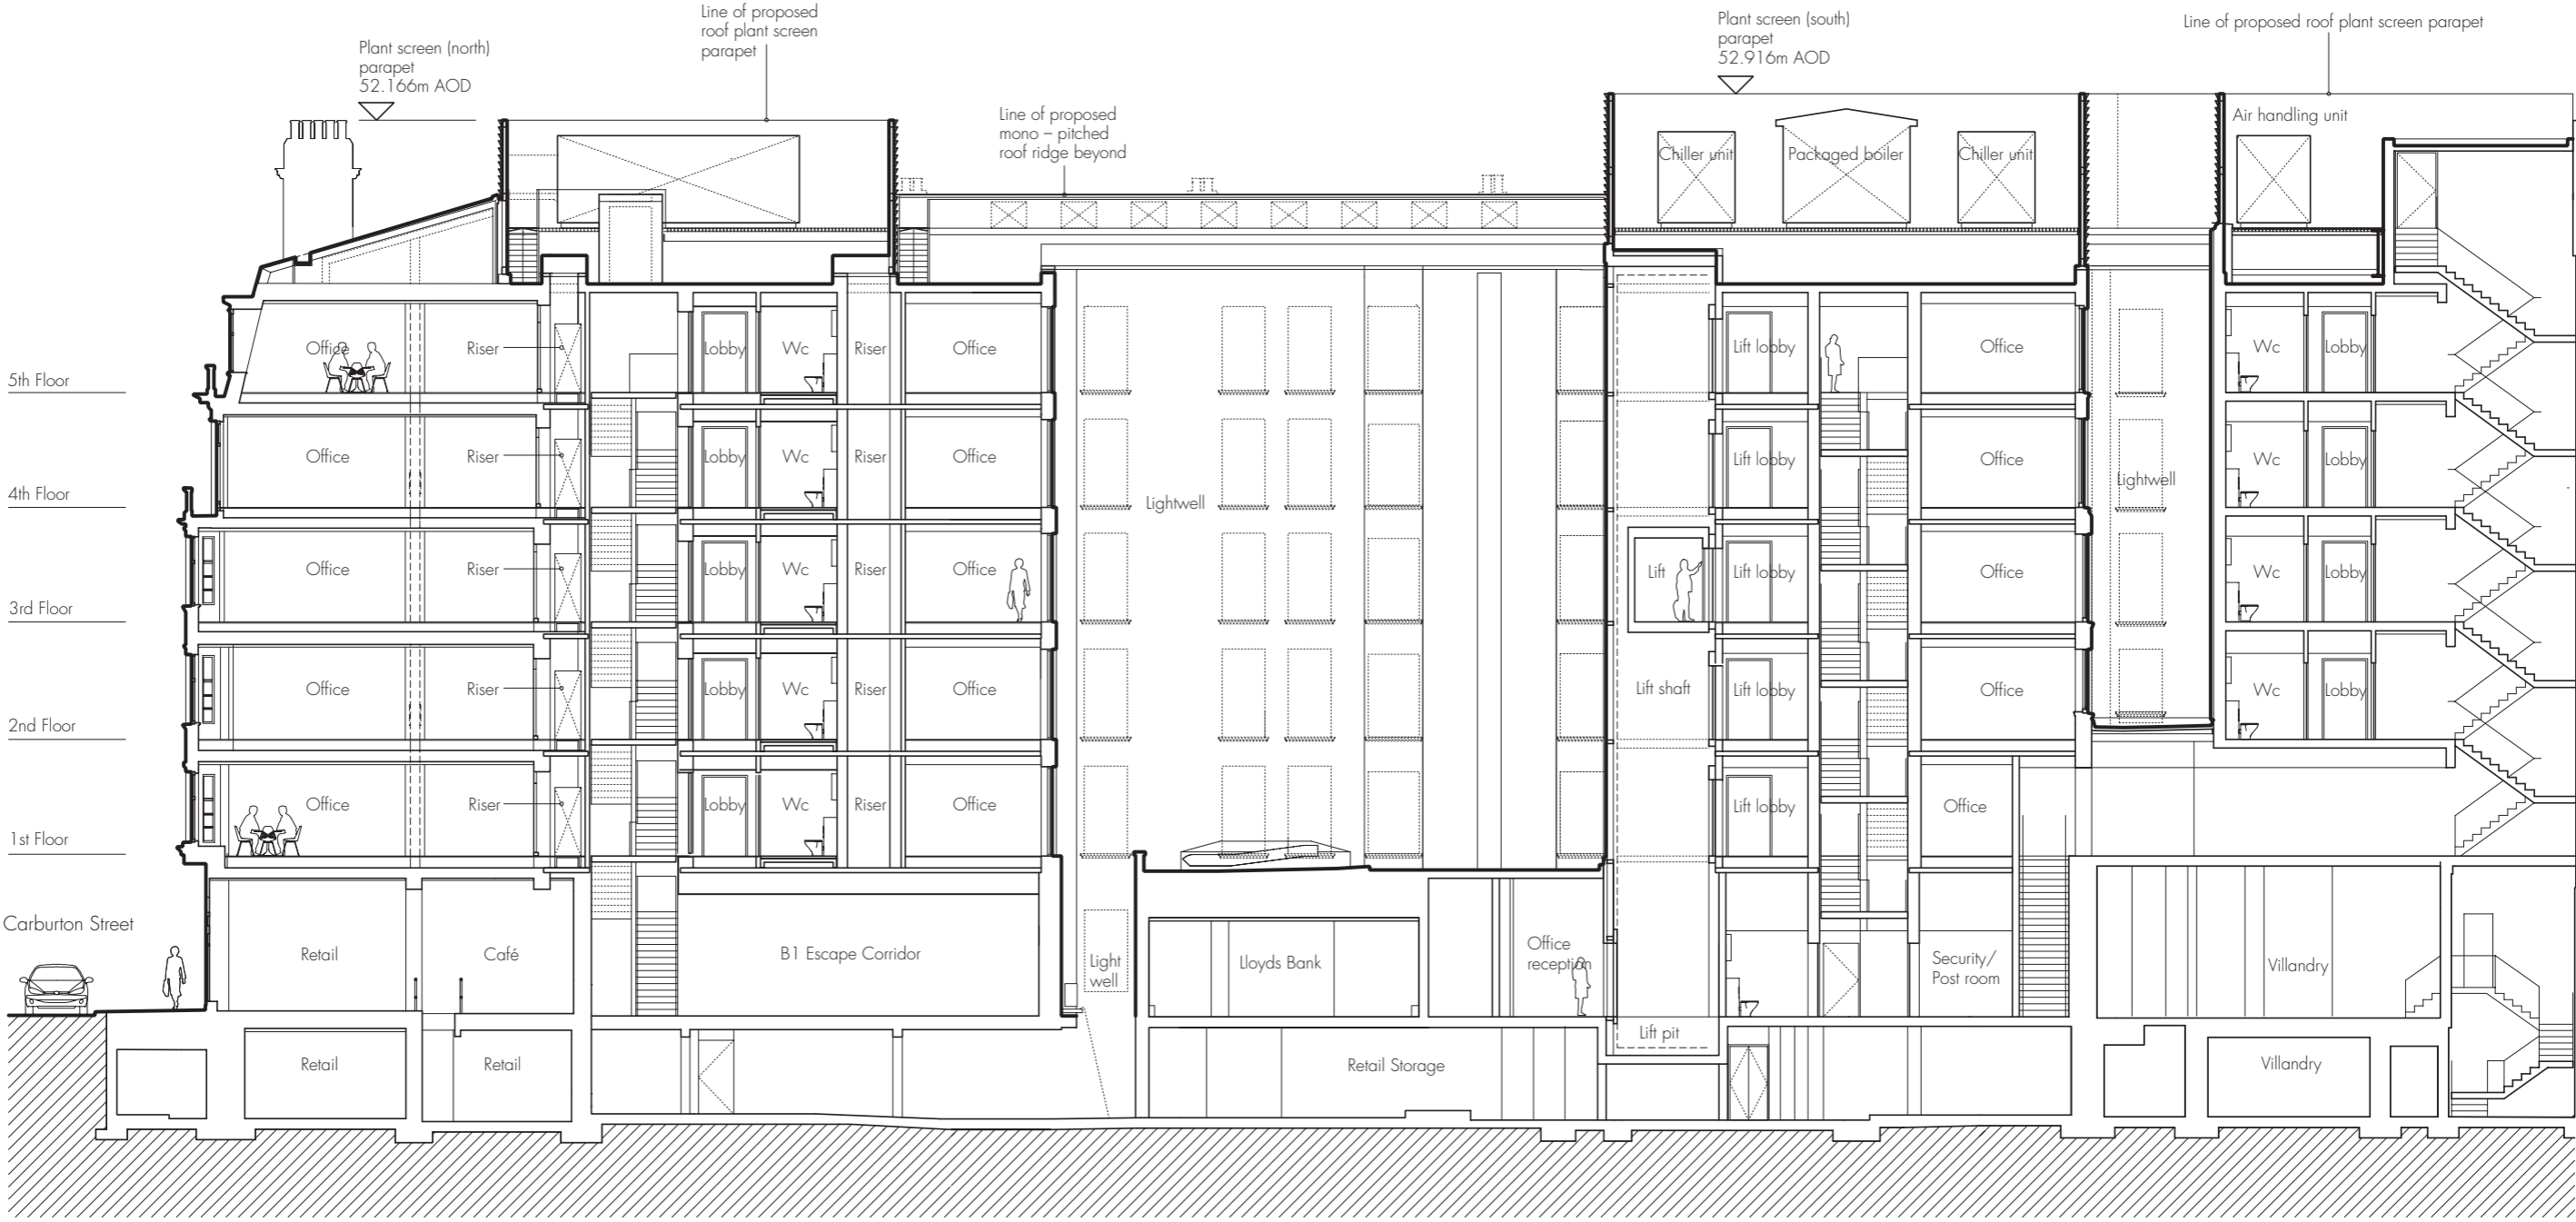 Line of proposed
roof plant screen
parapet
Plant screen (south)
parapet
52.916m AOD
Line of proposed roof plant screen parapet
Plant screen (north)
parapet
52.166m AOD
Line of proposed
mono – pitched
roof ridge beyond
Air handling unit
Chiller unit
Packaged boiler
Chiller unit
5th Floor
Office
Riser
Lobby
Wc
Riser
Office
Lift lobby
Office
Wc
Lobby
4th Floor
Office
Riser
Lobby
Wc
Riser
Office
Lightwell
Lift lobby
Office
Lightwell
Wc
Lobby
3rd Floor
Office
Riser
Lobby
Wc
Riser
Office
Lift
Lift lobby
Office
Wc
Lobby
2nd Floor
Office
Riser
Lobby
Wc
Riser
Office
Lift shaft
Lift lobby
Office
Wc
Lobby
1st Floor
Office
Riser
Lobby
Wc
Riser
Office
Lift lobby
Office
Carburton Street
Retail
Café
B1 Escape Corridor
Light
well
Lloyds Bank
Office
reception
Security/
Post room
Villandry
Lift pit
Retail
Retail
Retail Storage
Villandry